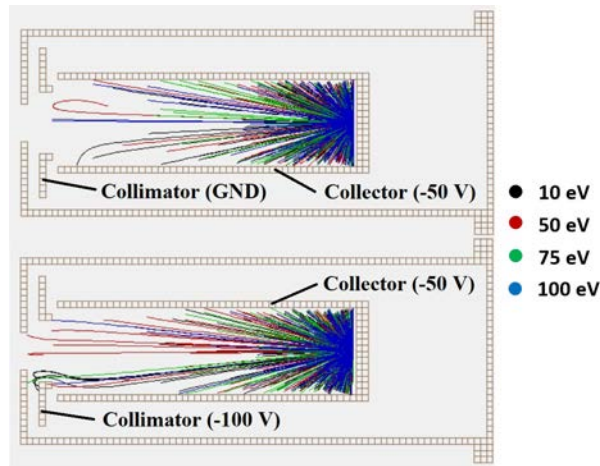 Collimator (GND)
Collector (-50 V)
10 eV
50 eV
75 eV
100 eV
Collector (-50 V)
Collimator (-100 V)